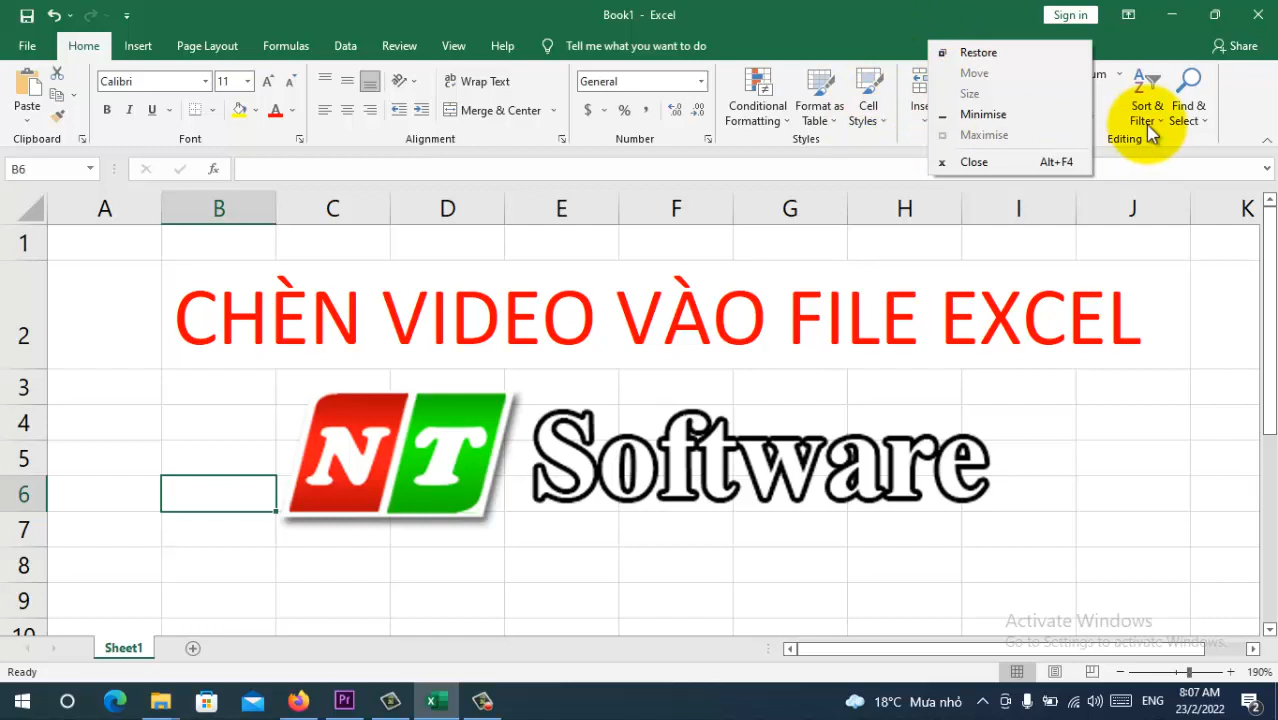 Book1 - Excel
Sign in
File Home Insert Page Layout Formulas Data Review View Help Tell me what you want to do Share
Restore
Move
Size
Minimise
Maximise
Close Alt+F4
Paste
Calibri 11
B I U
Wrap Text
Merge & Center
General
$ % ,
Conditional Formatting
Format as Table
Cell Styles
Sort & Filter
Find & Select
Clipboard Font Alignment Number Styles Editing
B6 fx
A B C D E F G H I J K
1
2 CHÈN VIDEO VÀO FILE EXCEL
3
4
5
6
7
8
9
10
NT Software
Activate Windows
Go to Settings to activate Windows.
Sheet1
Ready 190%
18°C Mưa nhỏ ENG 8:07 AM
23/2/2022 2